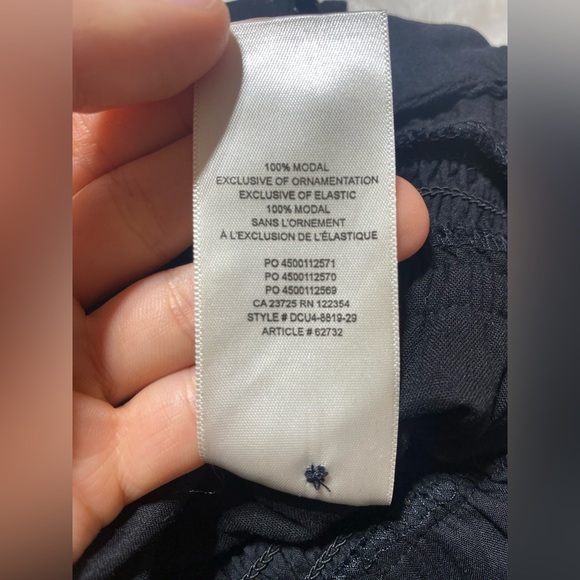 100% MODAL
EXCLUSIVE OF ORNAMENTATION
EXCLUSIVE OF ELASTIC
100% MODAL
SANS L'ORNEMENT
À L'EXCLUSION DE L'ÉLASTIQUE
PO 4500112571
PO 4500112570
PO 4500112569
CA 23725 RN 122354
STYLE # DCU4-8819-29
ARTICLE # 62732